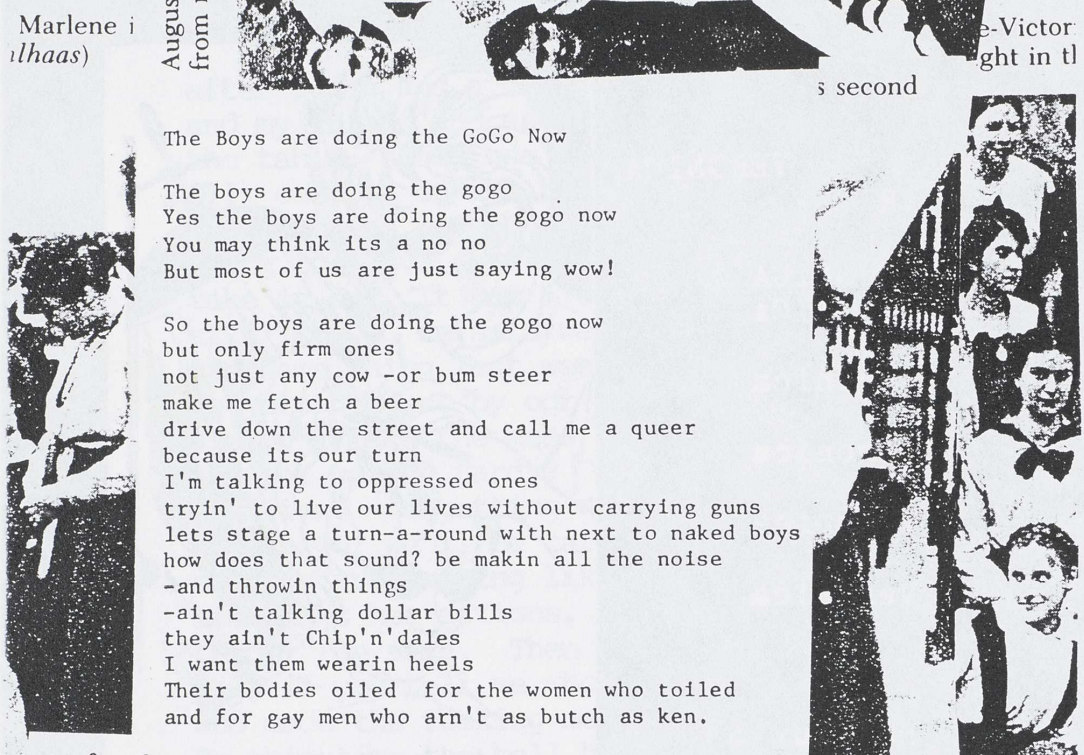 Marlene i
alhaas)
Augus
from
e-Victor
ght in th
s second
The Boys are doing the GoGo Now
The boys are doing the gogo
Yes the boys are doing the gogo now
You may think its a no no
But most of us are just saying wow!
So the boys are doing the gogo now
but only firm ones
not just any cow -or bum steer
make me fetch a beer
drive down the street and call me a queer
because its our turn
I'm talking to oppressed ones
tryin' to live our lives without carrying guns
lets stage a turn-a-round with next to naked boys
how does that sound? be makin all the noise
-and throwin things
-ain't talking dollar bills
they ain't Chip'n'dales
I want them wearin heels
Their bodies oiled  for the women who toiled
and for gay men who arn't as butch as ken.